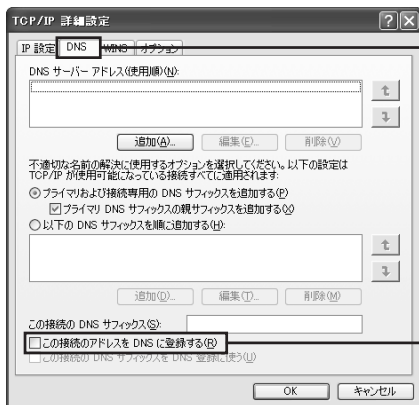 TCP/IP 詳細設定
IP 設定 DNS WINS オプション
DNS サーバー アドレス(使用順)(N):
追加(A)... 編集(E)... 削除(V)
不適切な名前の解決に使用するオプションを選択してください。以下の設定は
TCP/IP が使用可能になっている接続すべてに適用されます:
プライマリおよび接続専用の DNS サフィックスを追加する(P)
プライマリ DNS サフィックスの親サフィックスを追加する(X)
以下の DNS サフィックスを順に追加する(H):
追加(D)... 編集(T)... 削除(M)
この接続の DNS サフィックス(S):
この接続のアドレスを DNS に登録する(R)
この接続の DNS サフィックスを DNS 登録に使う(U)
OK キャンセル